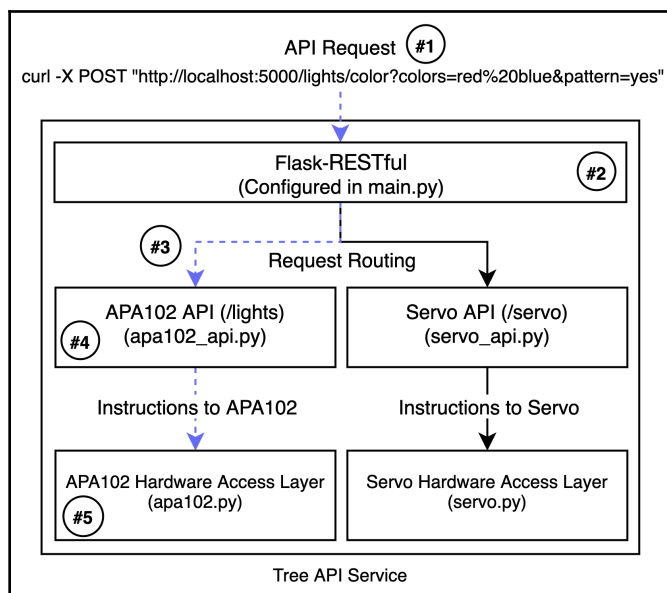 API Request #1
curl -X POST "http://localhost:5000/lights/color?colors=red%20blue&pattern=yes"
Flask-RESTful
(Configured in main.py)
#2
#3
Request Routing
APA102 API (/lights)
(apa102_api.py)
#4
Servo API (/servo)
(servo_api.py)
Instructions to APA102
Instructions to Servo
APA102 Hardware Access Layer
(apa102.py)
#5
Servo Hardware Access Layer
(servo.py)
Tree API Service